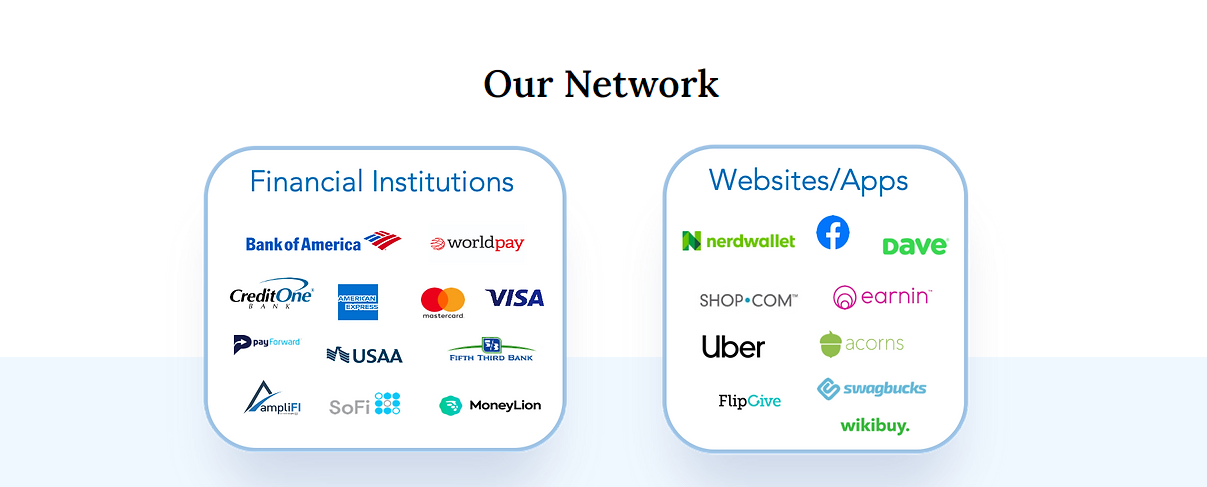 Our Network
Financial Institutions
Bank of America
worldpay
CreditOne
BANK
AMERICAN
EXPRESS
mastercard
VISA
payForward
USAA
FIFTH THIRD BANK
ampliFI
SoFi
MoneyLion
Websites/Apps
nerdwallet
DAVE
SHOP•COM™
earnin™
Uber
acorns
FlipGive
swagbucks
wikibuy.